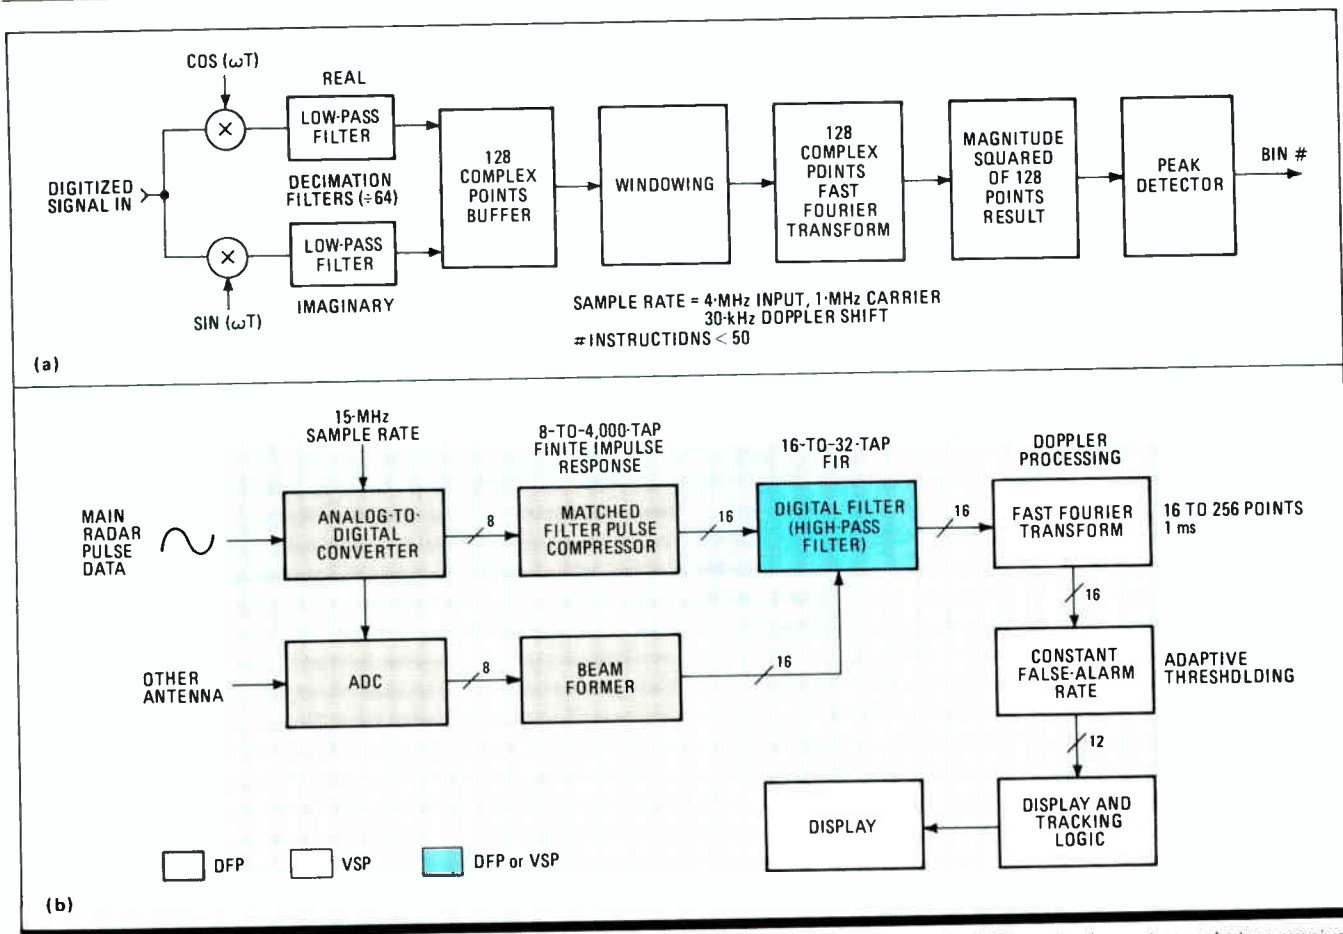 COS (ωT)
REAL
LOW-PASS
FILTER
DIGITIZED
SIGNAL IN
DECIMATION
FILTERS (÷64)
LOW-PASS
FILTER
IMAGINARY
SIN (ωT)
128
COMPLEX
POINTS
BUFFER
WINDOWING
128
COMPLEX
POINTS
FAST
FOURIER
TRANSFORM
MAGNITUDE
SQUARED
OF 128
POINTS
RESULT
PEAK
DETECTOR
BIN #
SAMPLE RATE = 4-MHz INPUT, 1-MHz CARRIER
30-kHz DOPPLER SHIFT
# INSTRUCTIONS < 50
(a)
15-MHz
SAMPLE RATE
8-TO-4,000-TAP
FINITE IMPULSE
RESPONSE
16-TO-32-TAP
FIR
DOPPLER
PROCESSING
MAIN
RADAR
PULSE
DATA
ANALOG-TO-
DIGITAL
CONVERTER
8
MATCHED
FILTER PULSE
COMPRESSOR
16
DIGITAL FILTER
(HIGH-PASS
FILTER)
16
FAST FOURIER
TRANSFORM
16 TO 256 POINTS
1 ms
16
OTHER
ANTENNA
ADC
8
BEAM
FORMER
16
CONSTANT
FALSE-ALARM
RATE
ADAPTIVE
THRESHOLDING
12
DISPLAY
DISPLAY AND
TRACKING
LOGIC
DFP
VSP
DFP or VSP
(b)